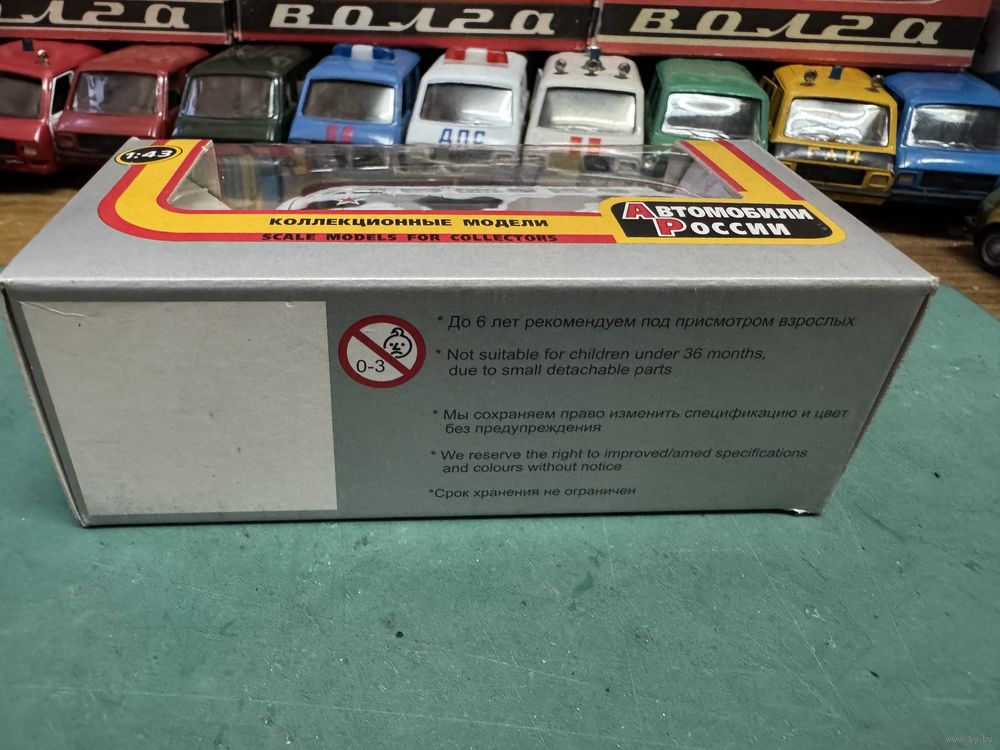 волга
волга
волга
ДПС
ГАИ
1:43
КОЛЛЕКЦИОННЫЕ МОДЕЛИ
SCALE MODELS FOR COLLECTORS
АВТОМОБИЛИ
РОССИИ
0-3
* До 6 лет рекомендуем под присмотром взрослых
* Not suitable for children under 36 months,
due to small detachable parts
* Мы сохраняем право изменить спецификацию и цвет
без предупреждения
* We reserve the right to improved/amed specifications
and colours without notice
*Срок хранения не ограничен
www.ay.by